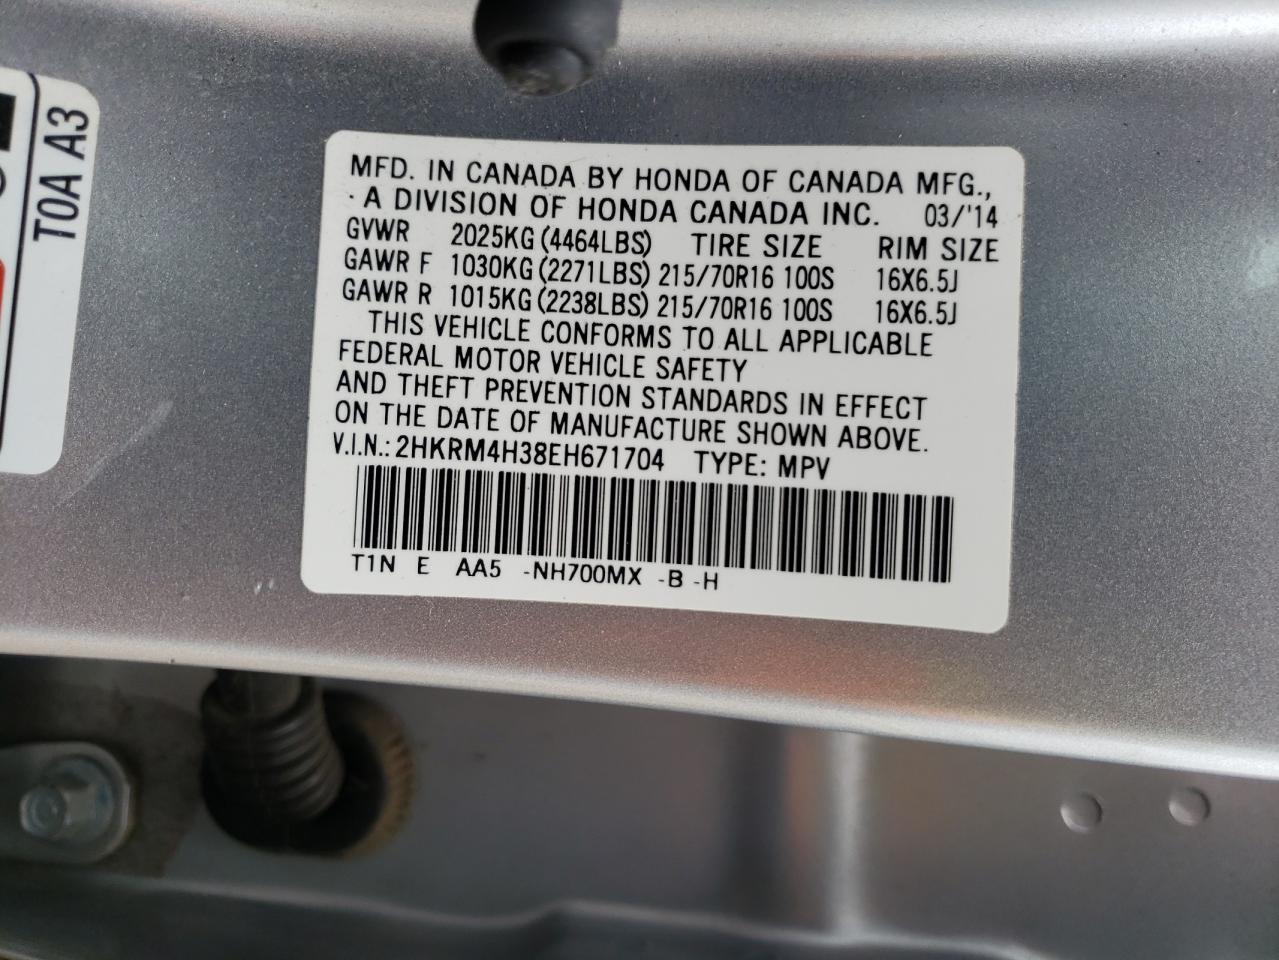 T0A A3
MFD. IN CANADA BY HONDA OF CANADA MFG.,
A DIVISION OF HONDA CANADA INC. 03/'14
GVWR 2025KG (4464LBS) TIRE SIZE RIM SIZE
GAWR F 1030KG (2271LBS) 215/70R16 100S 16X6.5J
GAWR R 1015KG (2238LBS) 215/70R16 100S 16X6.5J
THIS VEHICLE CONFORMS TO ALL APPLICABLE
FEDERAL MOTOR VEHICLE SAFETY
AND THEFT PREVENTION STANDARDS IN EFFECT
ON THE DATE OF MANUFACTURE SHOWN ABOVE.
V.I.N.: 2HKRM4H38EH671704 TYPE: MPV
T1N E AA5 -NH700MX -B -H